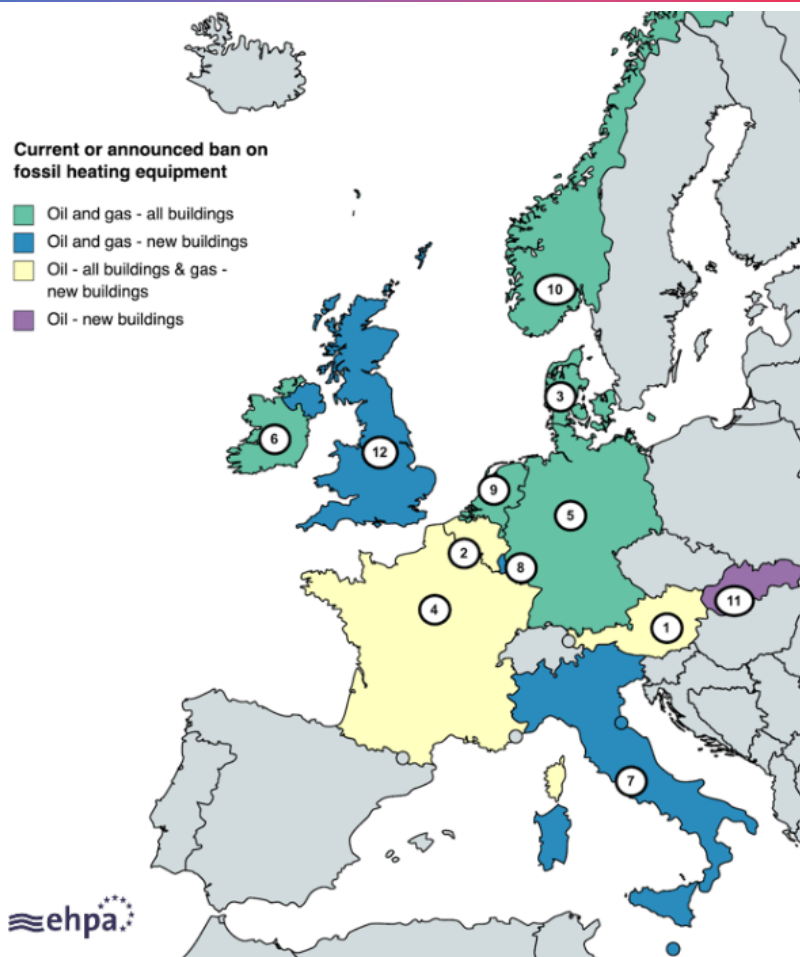 Current or announced ban on
fossil heating equipment
Oil and gas - all buildings
Oil and gas - new buildings
Oil - all buildings & gas -
new buildings
Oil - new buildings
10
3
6
12
9
5
2
8
4
11
1
7
ehpa